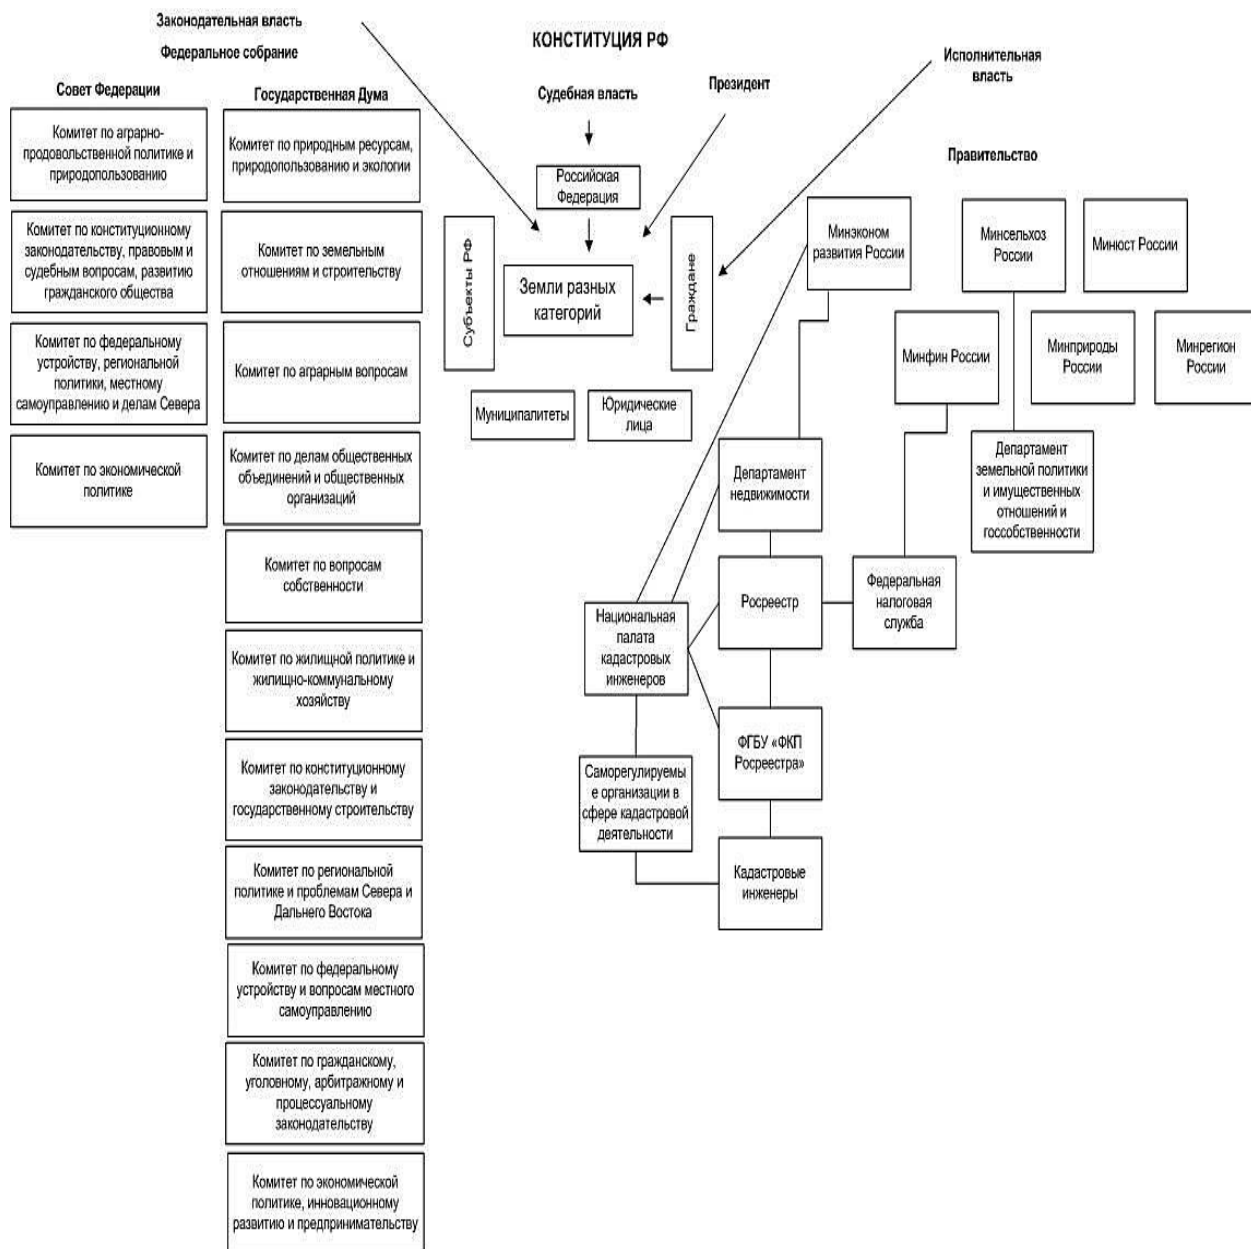 Законодательная власть
Федеральное собрание
КОНСТИТУЦИЯ РФ
Совет Федерации
Государственная Дума
Судебная власть
Президент
Исполнительная
власть
Правительство
Комитет по аграрно-
продовольственной политике и
природопользованию
Комитет по конституционному
законодательству, правовым и
судебным вопросам, развитию
гражданского общества
Комитет по федеральному
устройству, региональной
политики, местному
самоуправлению и делам Севера
Комитет по экономической
политике
Комитет по природным ресурсам,
природопользованию и экологии
Комитет по земельным
отношениям и строительству
Комитет по аграрным вопросам
Комитет по делам общественных
объединений и общественных
организаций
Комитет по вопросам
собственности
Комитет по жилищной политике и
жилищно-коммунальному
хозяйству
Комитет по конституционному
законодательству и
государственному строительству
Комитет по региональной
политике и проблемам Севера и
Дальнего Востока
Комитет по федеральному
устройству и вопросам местного
самоуправлению
Комитет по гражданскому,
уголовному, арбитражному и
процессуальному
законодательству
Комитет по экономической
политике, инновационному
развитию и предпринимательству
Российская
Федерация
Субъекты РФ
Земли разных
категорий
Граждане
Муниципалитеты
Юридические
лица
Минэконом
развития России
Минсельхоз
России
Минюст России
Минфин России
Минприроды
России
Минрегион
России
Департамент
недвижимости
Департамент
земельной политики
и имущественных
отношений и
госсобственности
Национальная
палата
кадастровых
инженеров
Росреестр
Федеральная
налоговая
служба
Саморегулируемы
е организации в
сфере кадастровой
деятельности
ФГБУ «ФКП
Росреестра»
Кадастровые
инженеры